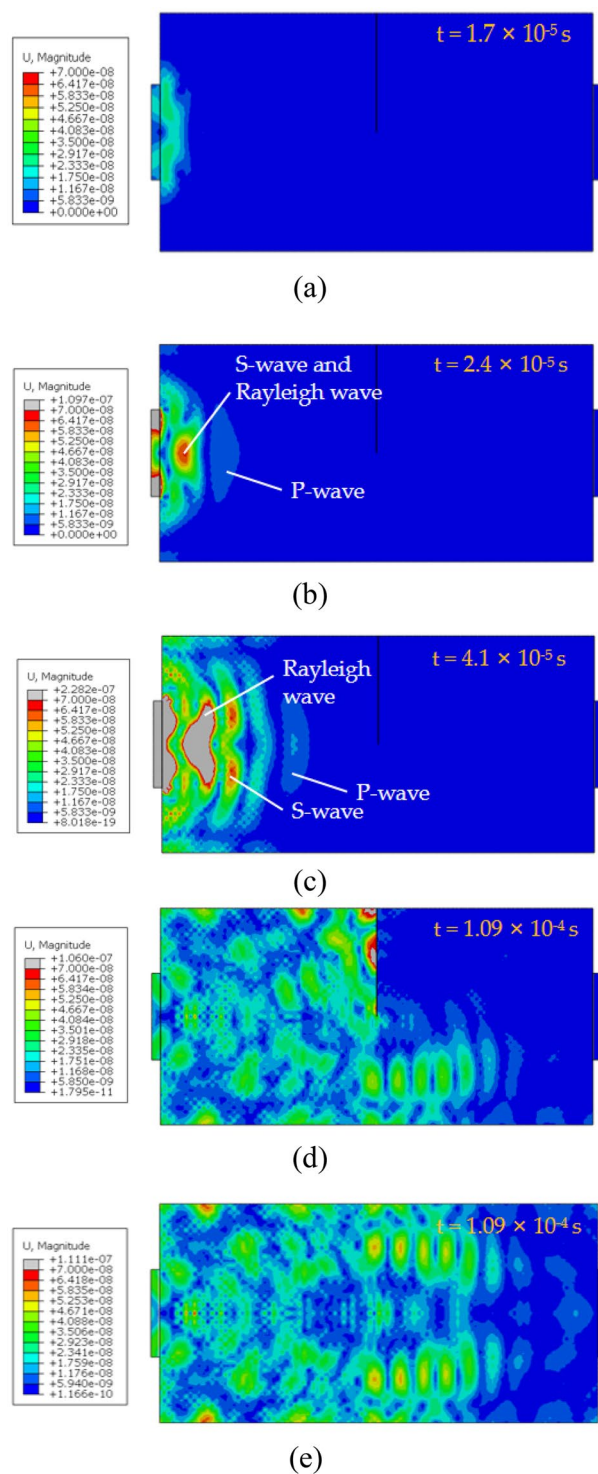 U, Magnitude
+7.000e-08
+6.417e-08
+5.833e-08
+5.250e-08
+4.667e-08
+4.083e-08
+3.500e-08
+2.917e-08
+2.333e-08
+1.750e-08
+1.167e-08
+5.833e-09
+0.000e+00
t = 1.7 × 10-5 s
(a)
U, Magnitude
+1.097e-07
+7.000e-08
+6.417e-08
+5.833e-08
+5.250e-08
+4.667e-08
+4.083e-08
+3.500e-08
+2.917e-08
+2.333e-08
+1.750e-08
+1.167e-08
+5.833e-09
+0.000e+00
t = 2.4 × 10-5 s
S-wave and
Rayleigh wave
P-wave
(b)
U, Magnitude
+2.282e-07
+7.000e-08
+6.417e-08
+5.833e-08
+5.250e-08
+4.667e-08
+4.083e-08
+3.500e-08
+2.917e-08
+2.333e-08
+1.750e-08
+1.167e-08
+5.833e-09
+8.018e-19
t = 4.1 × 10-5 s
Rayleigh
wave
P-wave
S-wave
(c)
U, Magnitude
+1.060e-07
+7.000e-08
+6.417e-08
+5.834e-08
+5.250e-08
+4.667e-08
+4.084e-08
+3.501e-08
+2.918e-08
+2.335e-08
+1.751e-08
+1.168e-08
+5.850e-09
+1.795e-11
t = 1.09 × 10-4 s
(d)
U, Magnitude
+1.111e-07
+7.000e-08
+6.418e-08
+5.835e-08
+5.253e-08
+4.671e-08
+4.088e-08
+3.506e-08
+2.923e-08
+2.341e-08
+1.759e-08
+1.176e-08
+5.940e-09
+1.166e-10
t = 1.09 × 10-4 s
(e)